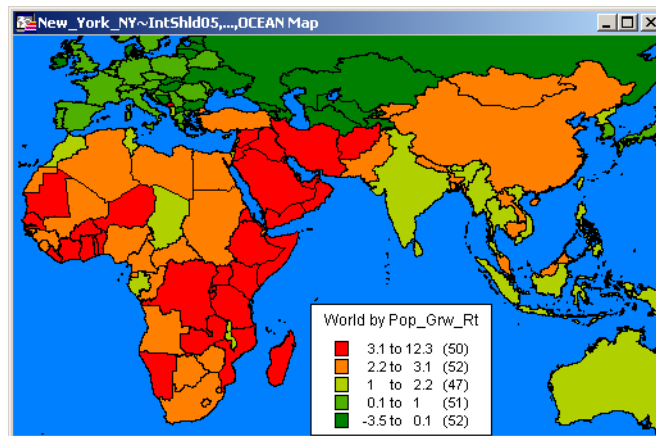 New_York_NY~IntShld05,...,OCEAN Map
World by Pop_Grw_Rt
3.1 to 12.3 (50)
2.2 to 3.1 (52)
1 to 2.2 (47)
0.1 to 1 (51)
-3.5 to 0.1 (52)